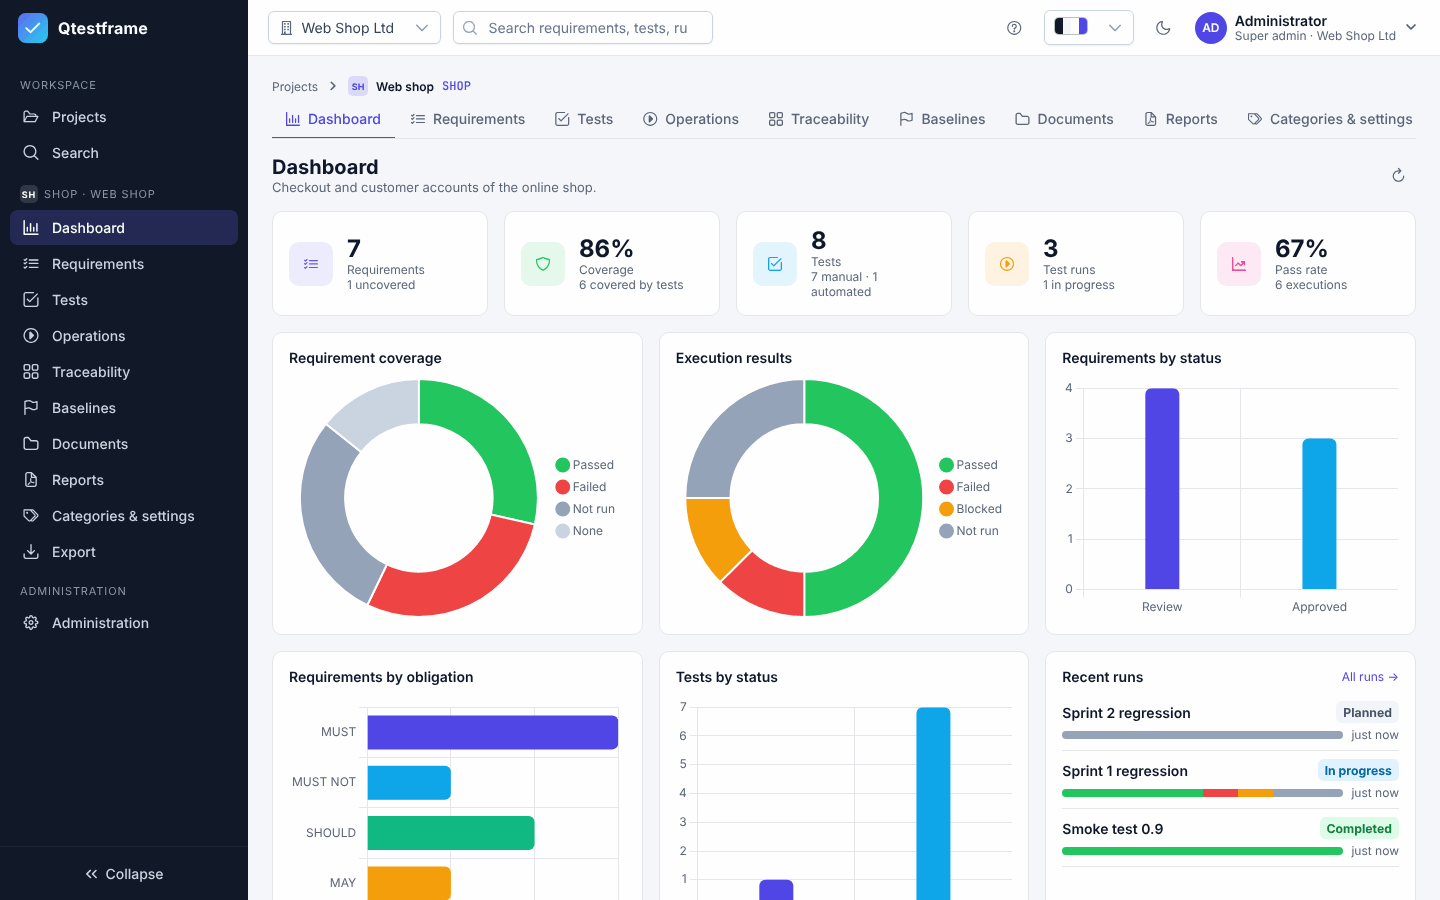 Qtestframe
Web Shop Ltd
Search requirements, tests, ru
AD
Administrator
Super admin · Web Shop Ltd
WORKSPACE
Projects
Search
SH SHOP · WEB SHOP
Dashboard
Requirements
Tests
Operations
Traceability
Baselines
Documents
Reports
Categories & settings
Export
ADMINISTRATION
Administration
Collapse
Projects
SH Web shop SHOP
Dashboard
Requirements
Tests
Operations
Traceability
Baselines
Documents
Reports
Categories & settings
Dashboard
Checkout and customer accounts of the online shop.
7
Requirements
1 uncovered
86%
Coverage
6 covered by tests
8
Tests
7 manual · 1
automated
3
Test runs
1 in progress
67%
Pass rate
6 executions
Requirement coverage
Passed
Failed
Not run
None
Execution results
Passed
Failed
Blocked
Not run
Requirements by status
4
3
2
1
0
Review
Approved
Requirements by obligation
MUST
MUST NOT
SHOULD
MAY
Tests by status
7
6
5
4
3
2
1
Recent runs
All runs →
Sprint 2 regression
Planned
just now
Sprint 1 regression
In progress
just now
Smoke test 0.9
Completed
just now